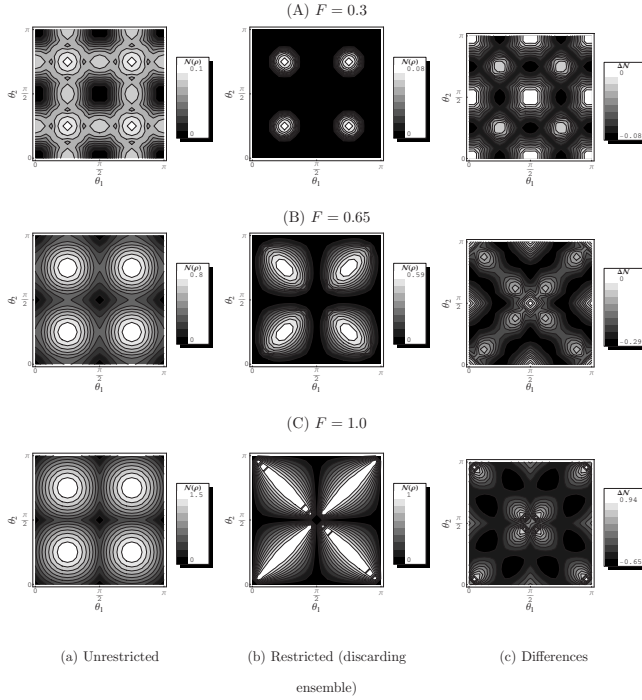 (A) F = 0.3
π
θ2
π/2
0
0
π/2
π
θ1
N(ρ)
0.1
0
π
θ2
π/2
0
0
π/2
π
θ1
N(ρ)
0.08
0
π
θ2
π/2
0
0
π/2
π
θ1
ΔN
0
-0.08
(B) F = 0.65
π
θ2
π/2
0
0
π/2
π
θ1
N(ρ)
0.8
0
π
θ2
π/2
0
0
π/2
π
θ1
N(ρ)
0.59
0
π
θ2
π/2
0
0
π/2
π
θ1
ΔN
0
-0.29
(C) F = 1.0
π
θ2
π/2
0
0
π/2
π
θ1
N(ρ)
1.5
0
π
θ2
π/2
0
0
π/2
π
θ1
N(ρ)
1
0
π
θ2
π/2
0
0
π/2
π
θ1
ΔN
0.94
-0.65
(a) Unrestricted
(b) Restricted (discarding
ensemble)
(c) Differences